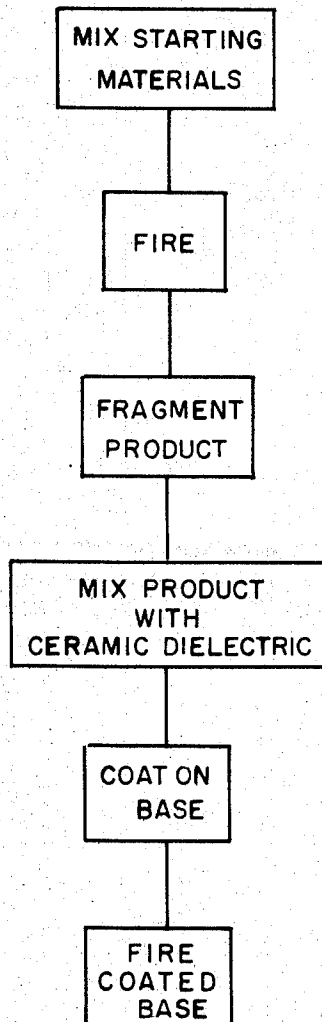 MIX STARTING
MATERIALS
FIRE
FRAGMENT
PRODUCT
MIX PRODUCT
WITH
CERAMIC DIELECTRIC
COAT ON
BASE
FIRE
COATED
BASE